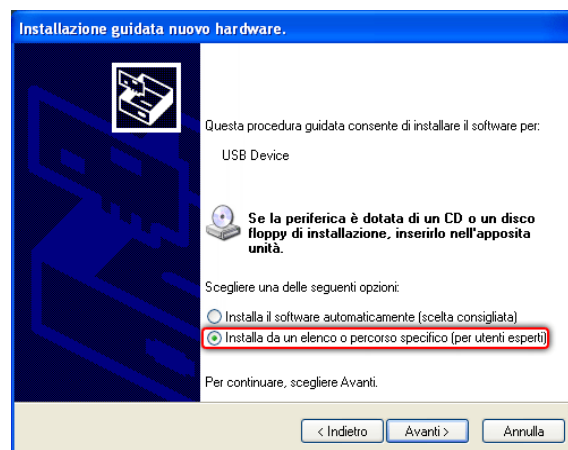 Installazione guidata nuovo hardware.
Questa procedura guidata consente di installare il software per:
USB Device
Se la periferica è dotata di un CD o un disco
floppy di installazione, inserirlo nell'apposita
unità.
Scegliere una delle seguenti opzioni:
Installa il software automaticamente (scelta consigliata)
Installa da un elenco o percorso specifico (per utenti esperti)
Per continuare, scegliere Avanti.
< Indietro Avanti > Annulla